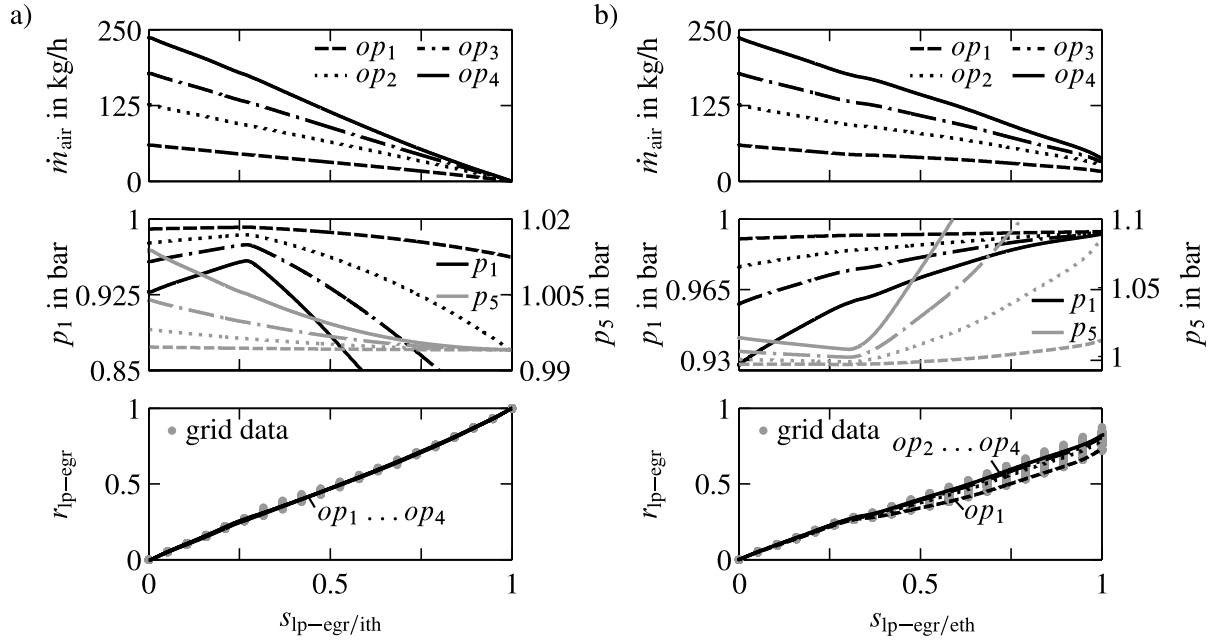 a)
250
125
0
ṁair in kg/h
op1 op3
op2 op4
1
0.925
0.85
p1 in bar
p1
p5
1.02
1.005
0.99
p5 in bar
1
0.5
0
rlp−egr
grid data
op1 . . . op4
0 0.5 1
slp−egr/ith
b)
250
125
0
ṁair in kg/h
op1 op3
op2 op4
1
0.965
0.93
p1 in bar
p1
p5
1.1
1.05
1
p5 in bar
1
0.5
0
rlp−egr
grid data
op2 . . . op4
op1
0 0.5 1
slp−egr/eth